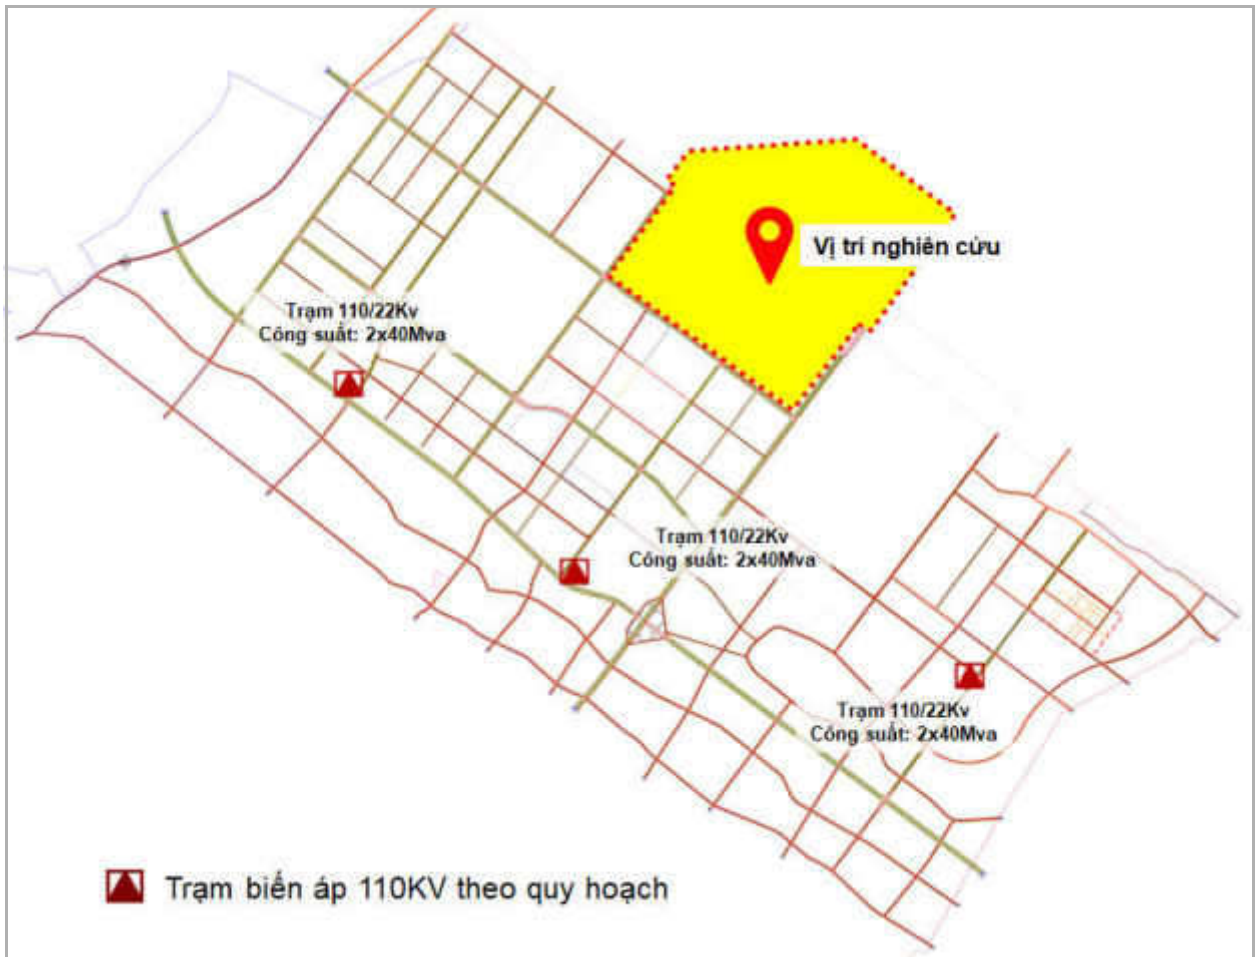 Vị trí nghiên cứu
Trạm 110/22Kv
Công suất: 2x40Mva
Trạm 110/22Kv
Công suất: 2x40Mva
Trạm 110/22Kv
Công suất: 2x40Mva
Trạm biến áp 110KV theo quy hoạch